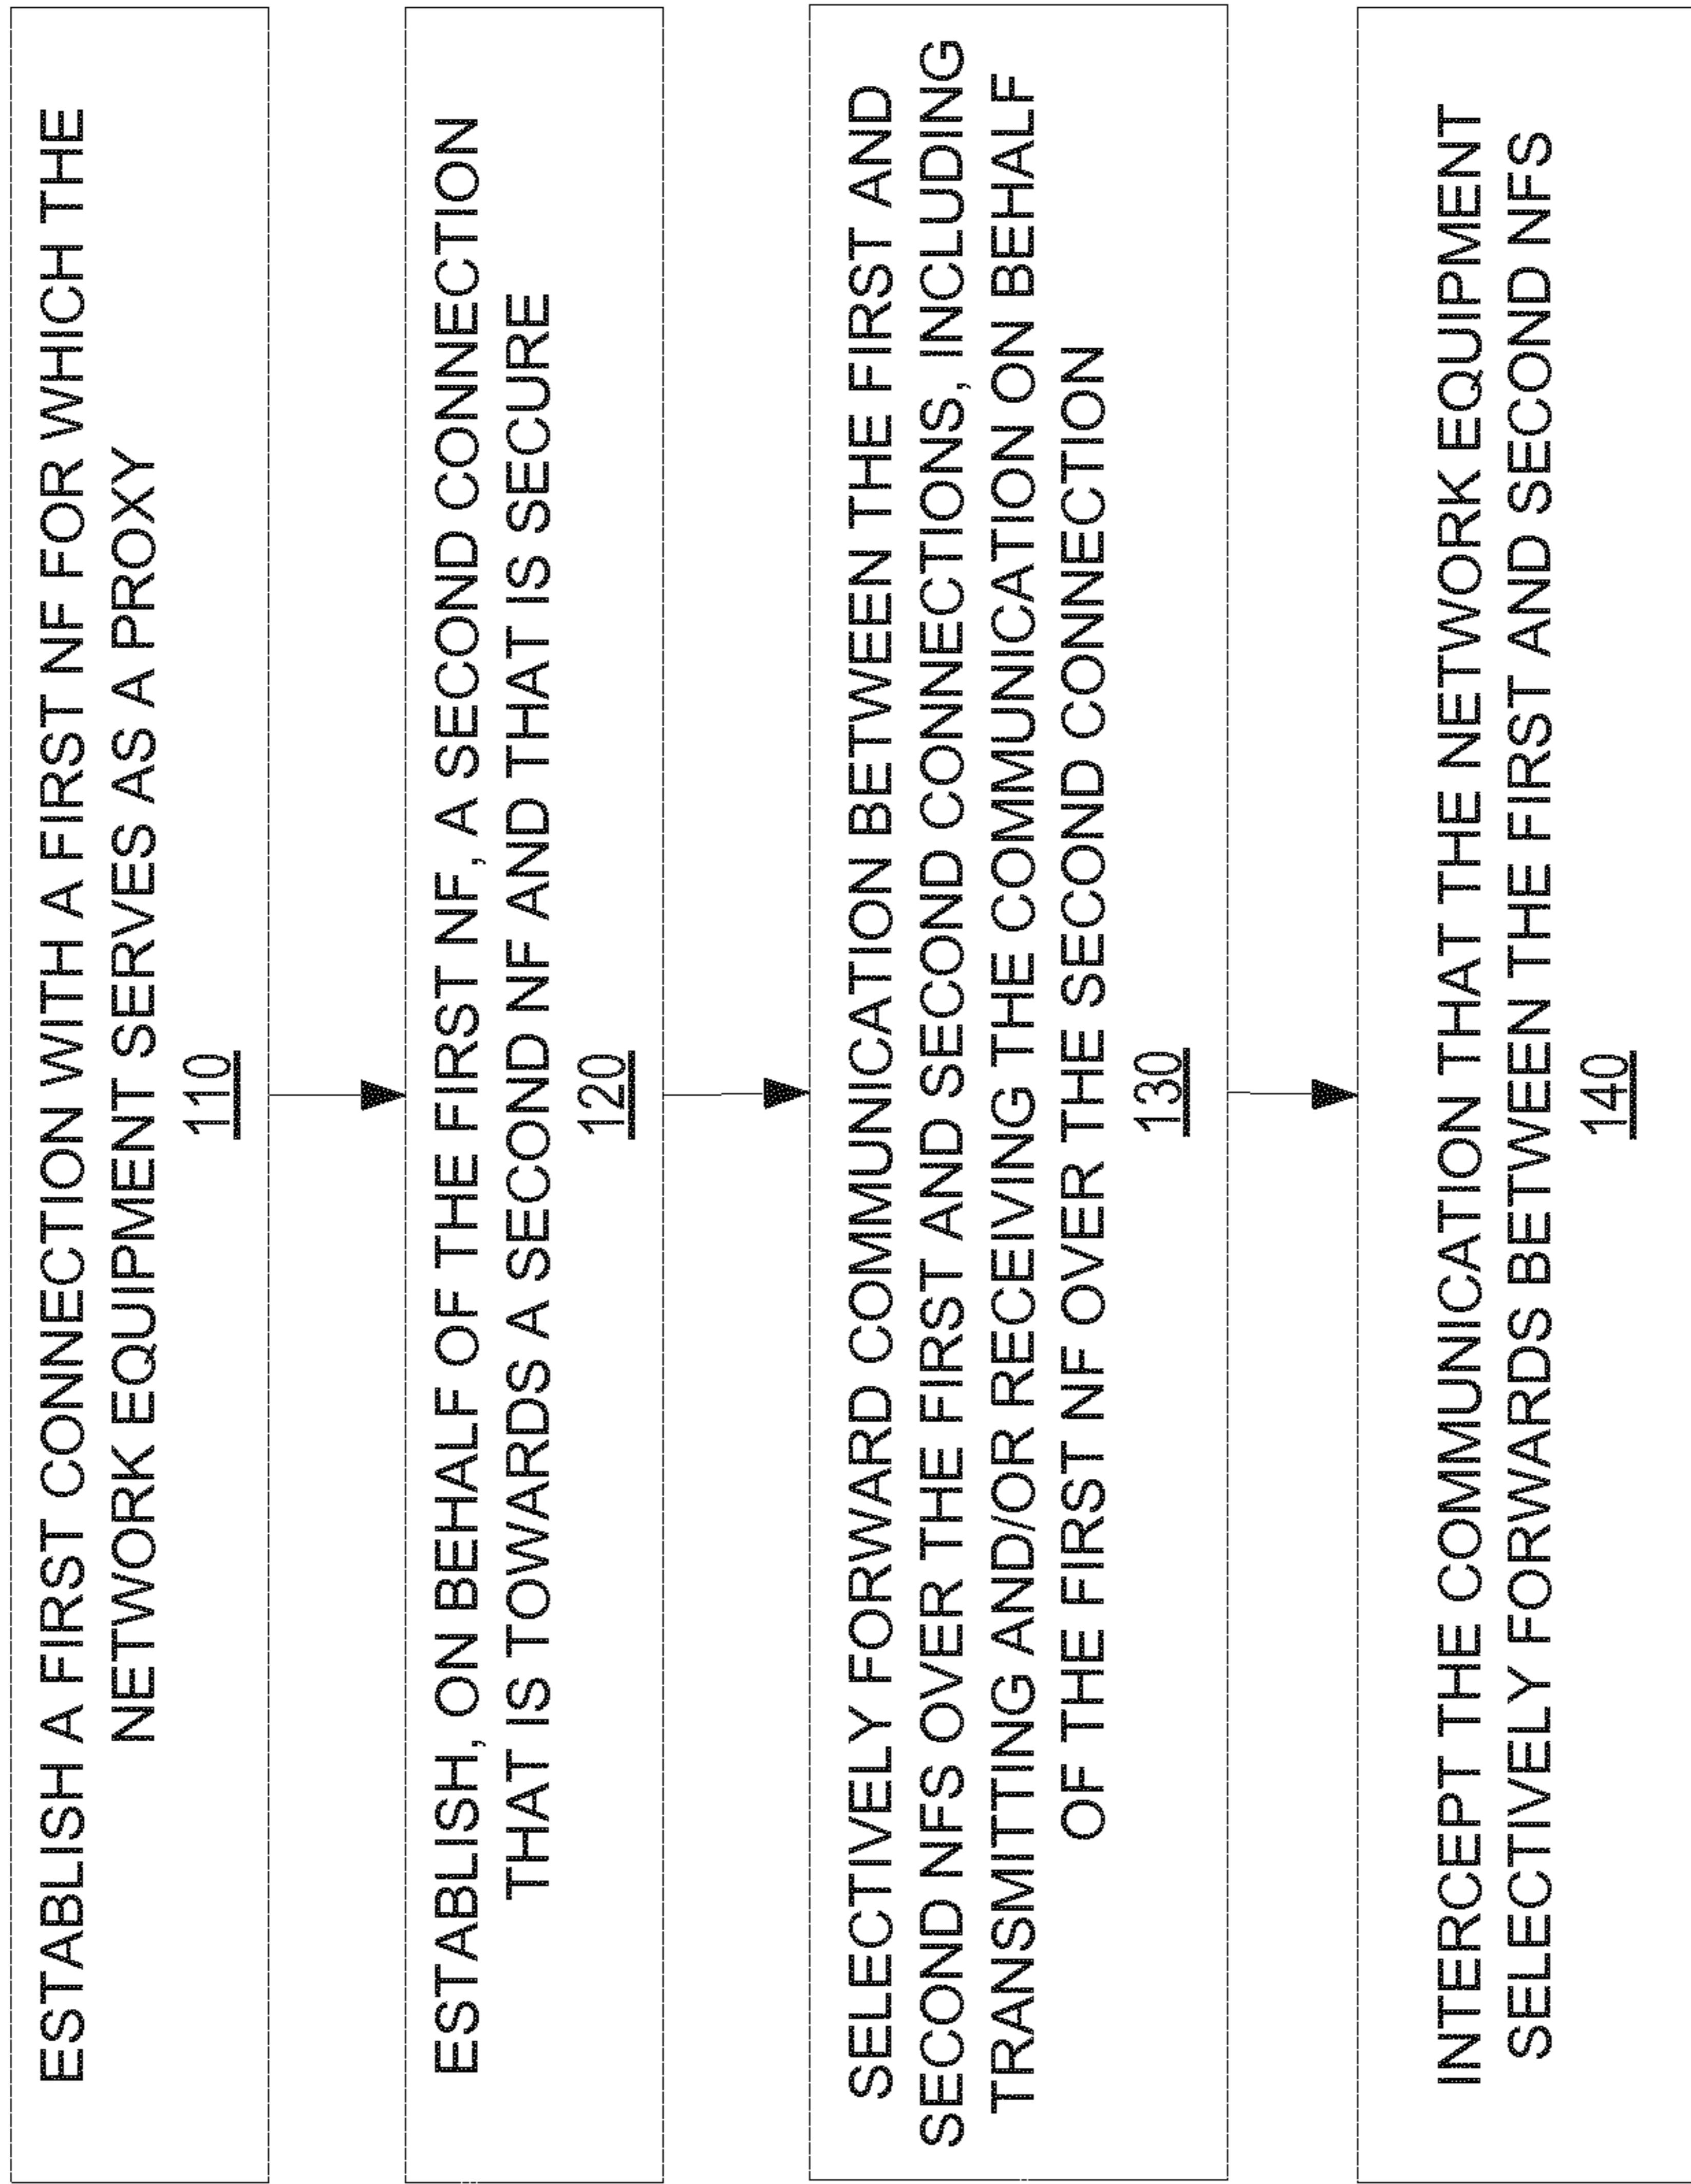 ESTABLISH A FIRST CONNECTION WITH A FIRST NF FOR WHICH THE
NETWORK EQUIPMENT SERVES AS A PROXY
110
ESTABLISH, ON BEHALF OF THE FIRST NF, A SECOND CONNECTION
THAT IS TOWARDS A SECOND NF AND THAT IS SECURE
120
SELECTIVELY FORWARD COMMUNICATION BETWEEN THE FIRST AND
SECOND NFS OVER THE FIRST AND SECOND CONNECTIONS, INCLUDING
TRANSMITTING AND/OR RECEIVING THE COMMUNICATION ON BEHALF
OF THE FIRST NF OVER THE SECOND CONNECTION
130
INTERCEPT THE COMMUNICATION THAT THE NETWORK EQUIPMENT
SELECTIVELY FORWARDS BETWEEN THE FIRST AND SECOND NFS
140